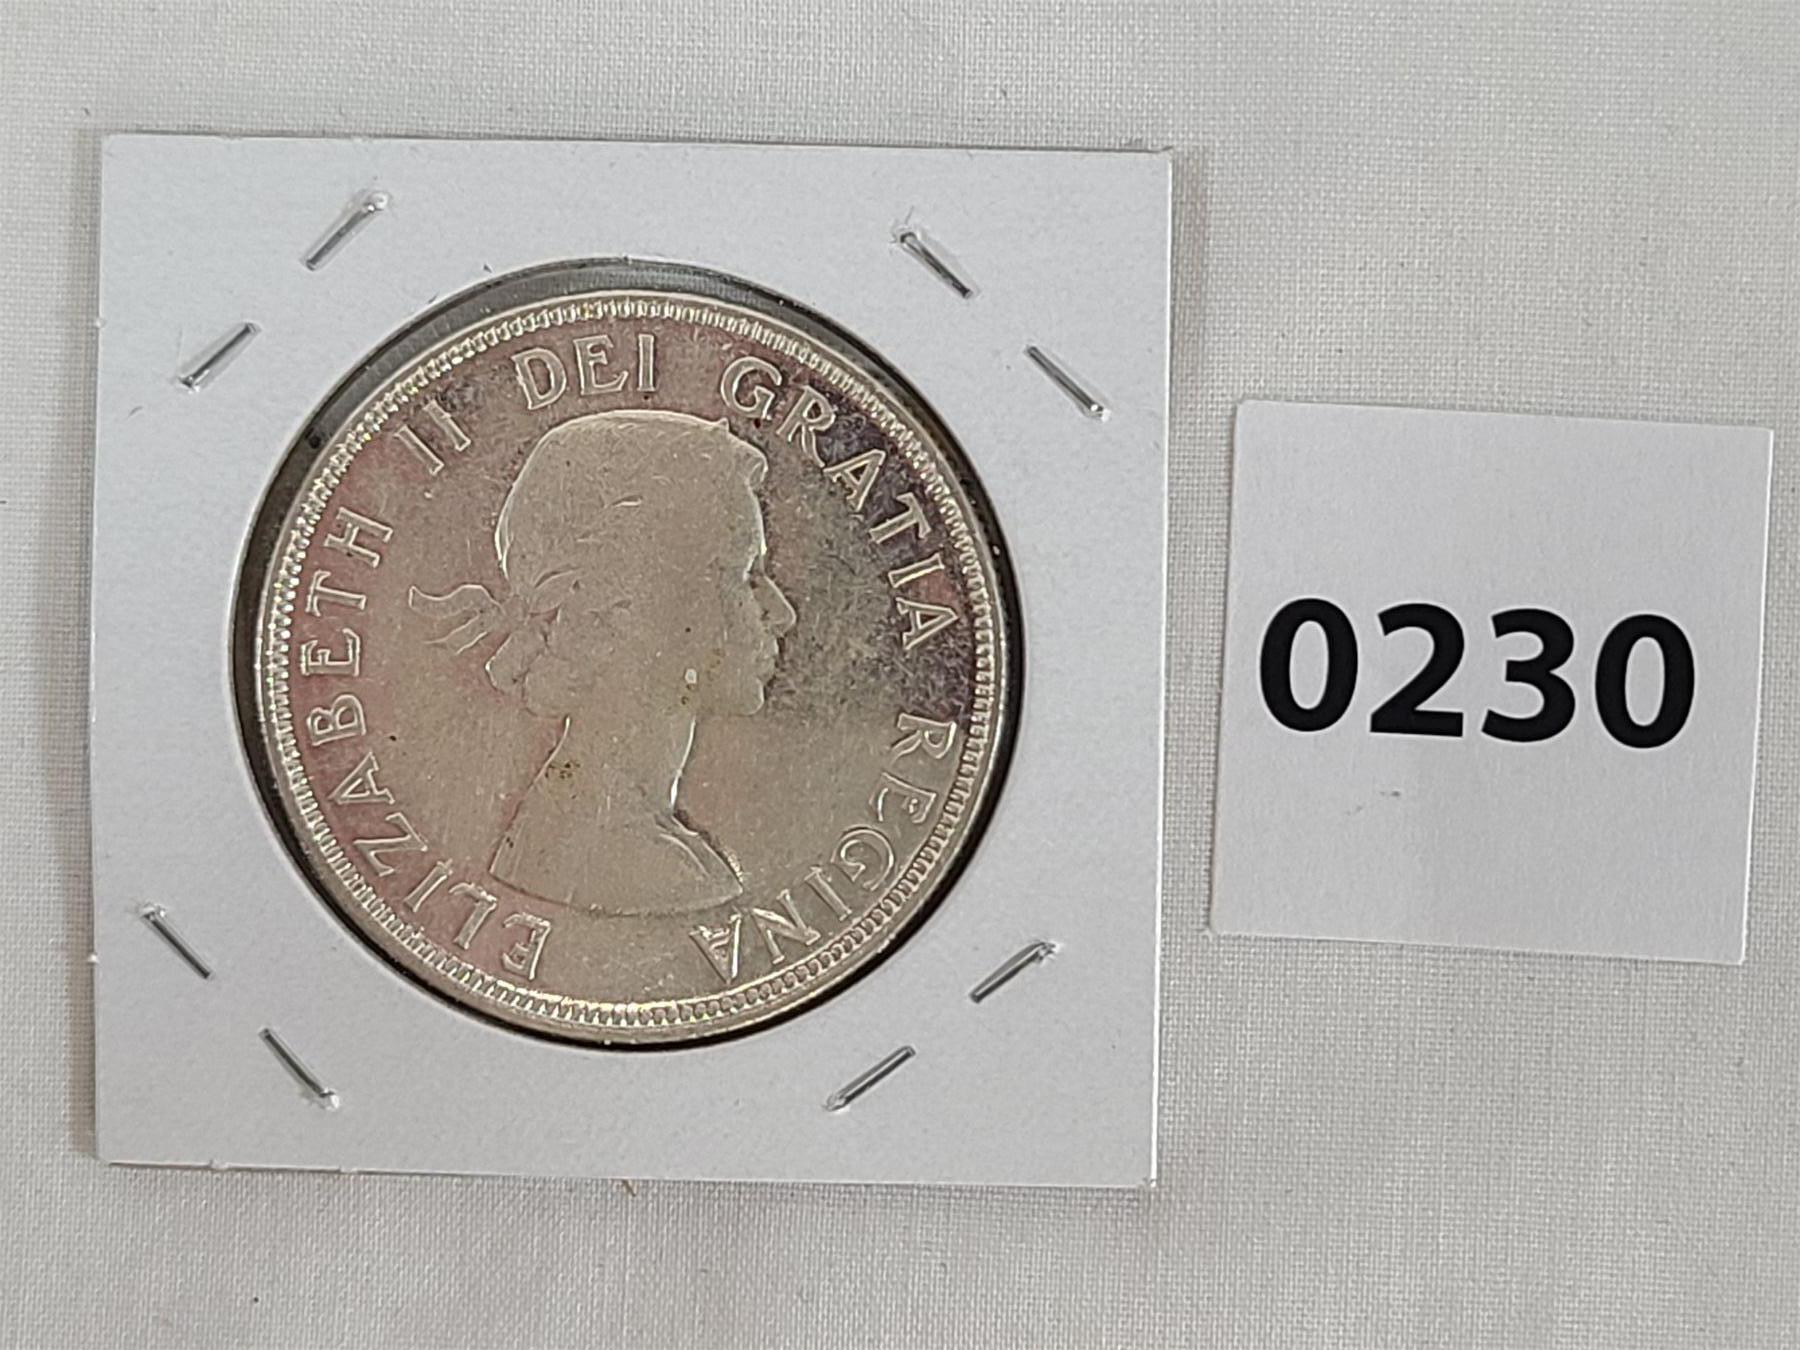 ELIZABETH II DEI GRATIA REGINA
0230